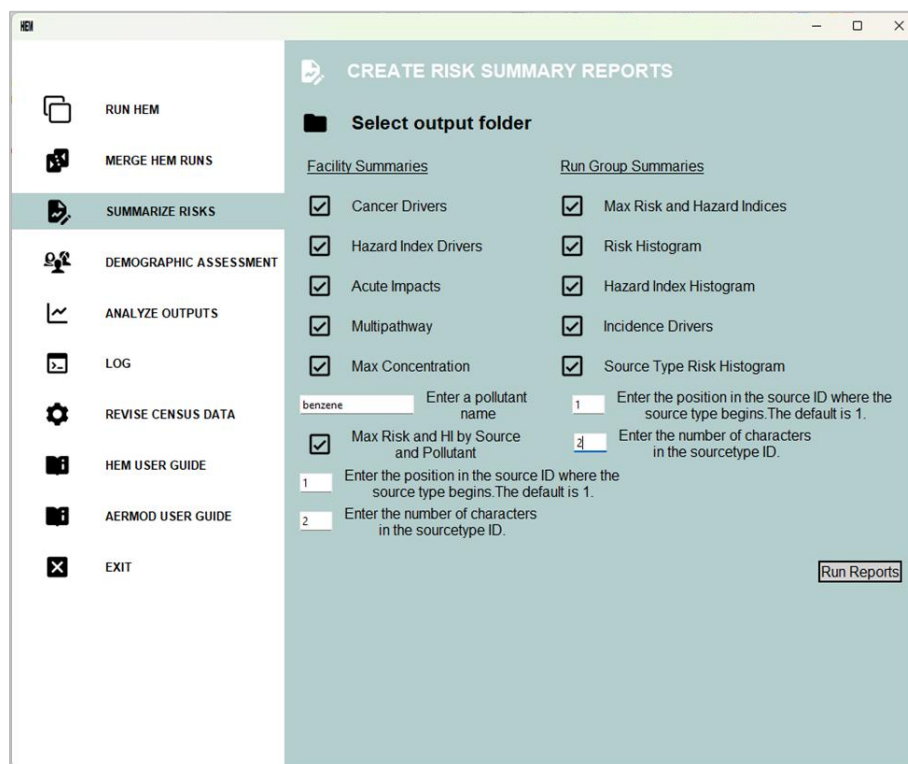 HEM
CREATE RISK SUMMARY REPORTS
RUN HEM
MERGE HEM RUNS
SUMMARIZE RISKS
DEMOGRAPHIC ASSESSMENT
ANALYZE OUTPUTS
LOG
REVISE CENSUS DATA
HEM USER GUIDE
AERMOD USER GUIDE
EXIT
Select output folder
Facility Summaries
Cancer Drivers
Hazard Index Drivers
Acute Impacts
Multipathway
Max Concentration
benzene
Enter a pollutant
name
Max Risk and HI by Source
and Pollutant
1
Enter the position in the source ID where the
source type begins.The default is 1.
2
Enter the number of characters
in the sourcetype ID.
Run Group Summaries
Max Risk and Hazard Indices
Risk Histogram
Hazard Index Histogram
Incidence Drivers
Source Type Risk Histogram
1
Enter the position in the source ID where the
source type begins.The default is 1.
2
Enter the number of characters
in the sourcetype ID.
Run Reports